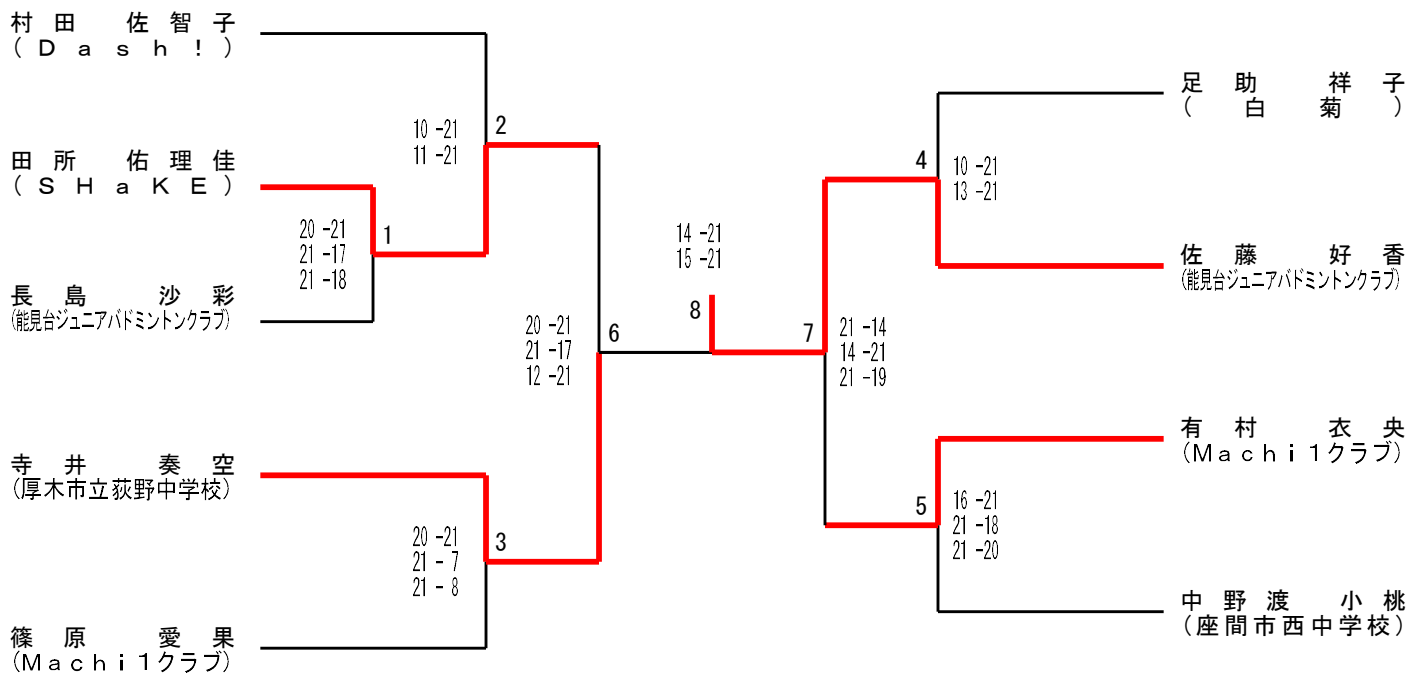 村田 佐智子
(Dash!)
田所 佑理佳
(SHaKE)
長島 沙彩
(能見台ジュニアバドミントンクラブ)
寺井 奏空
(厚木市立荻野中学校)
篠原 愛果
(Machi1クラブ)
10 -21
11 -21
2
20 -21
21 -17
21 -18
1
20 -21
21 - 7
21 - 8
3
20 -21
21 -17
12 -21
6
14 -21
15 -21
8
7
21 -14
14 -21
21 -19
4
10 -21
13 -21
5
16 -21
21 -18
21 -20
足助 祥子
(白菊)
佐藤 好香
(能見台ジュニアバドミントンクラブ)
有村 衣央
(Machi1クラブ)
中野渡 小桃
(座間市西中学校)